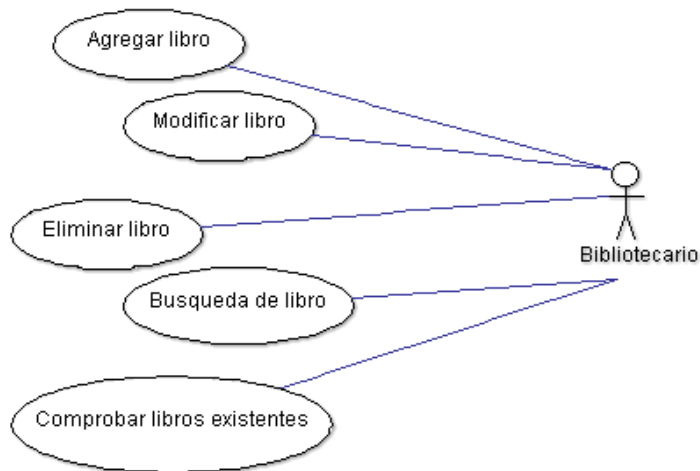 Agregar libro
Modificar libro
Eliminar libro
Bibliotecario
Busqueda de libro
Comprobar libros existentes